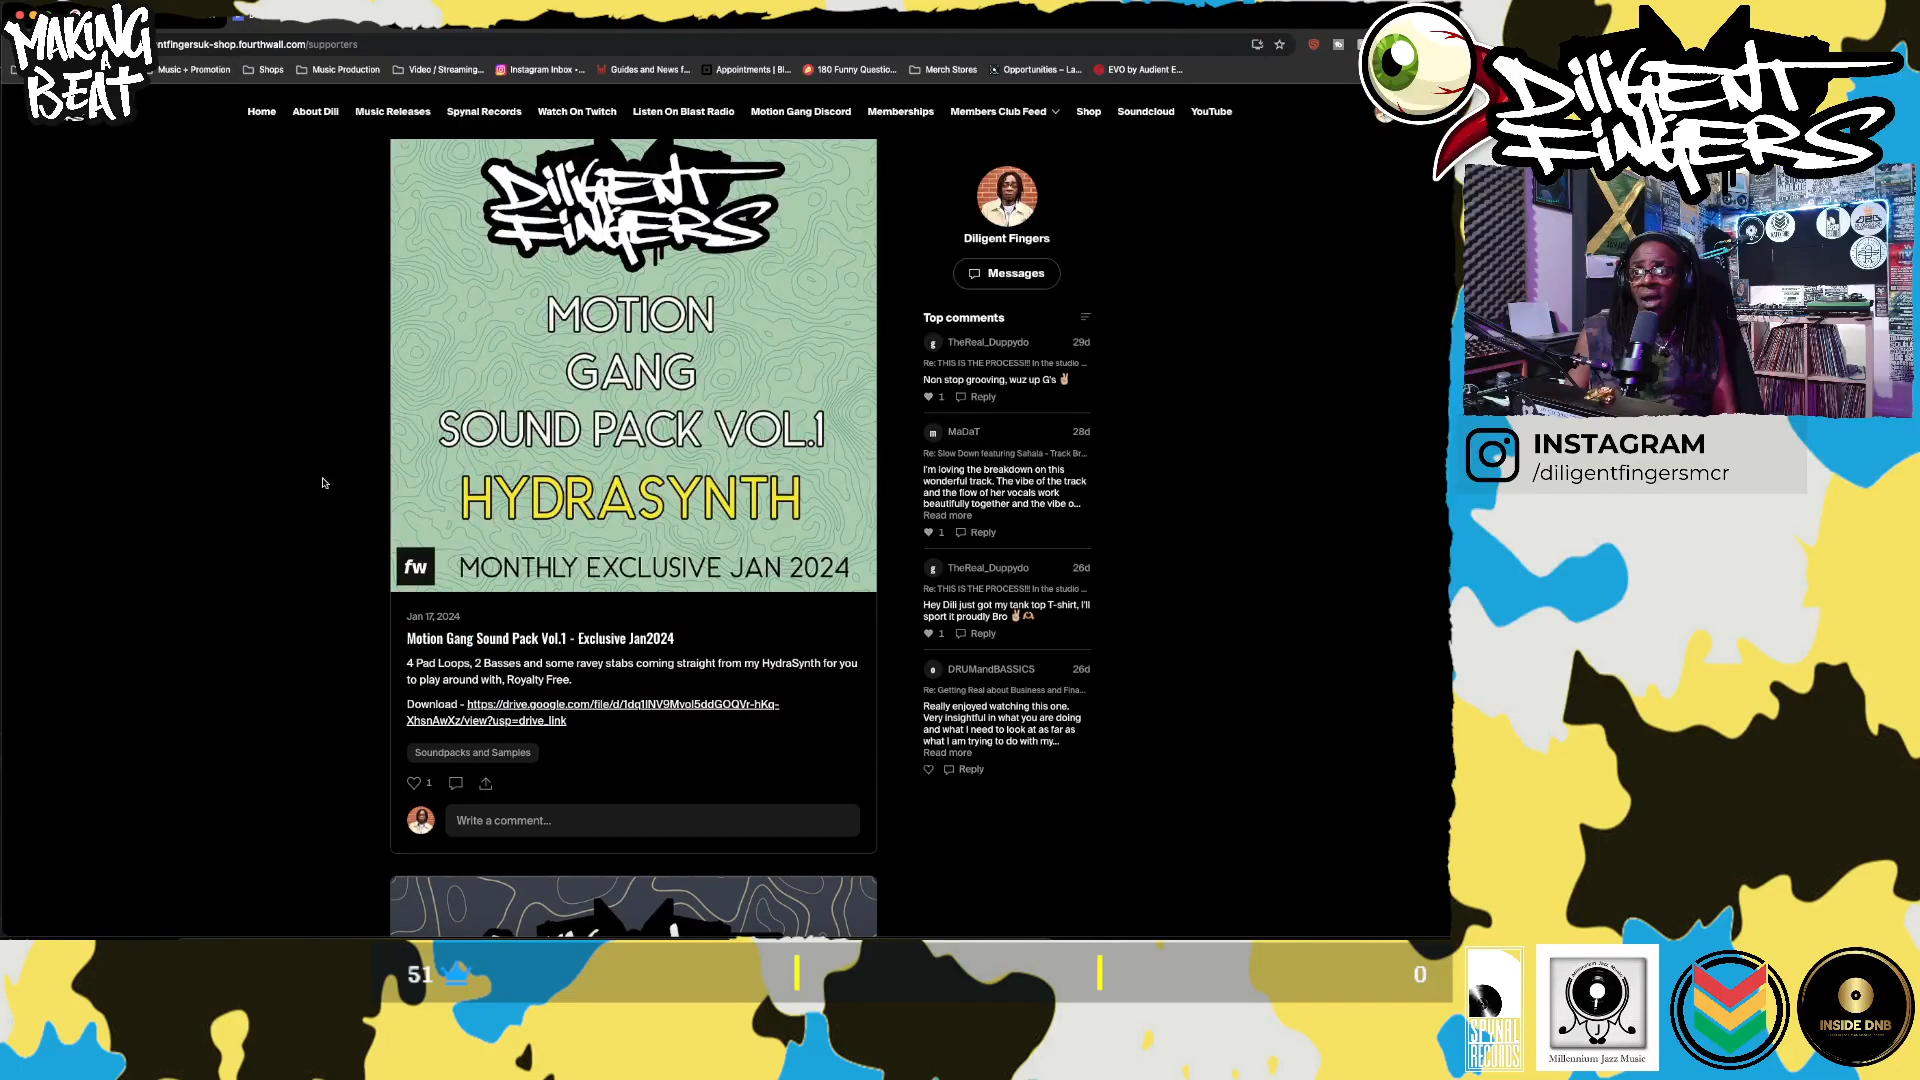 MAKING
A
BEAT
ntfingersuk-shop.fourthwall.com/supporters
Music + Promotion
Shops
Music Production
Video / Streaming...
Instagram Inbox •...
Guides and News f...
Appointments | Bl...
180 Funny Questio...
Merch Stores
Opportunities – La...
EVO by Audient E...
Home
About Dili
Music Releases
Spynal Records
Watch On Twitch
Listen On Blast Radio
Motion Gang Discord
Memberships
Members Club Feed
Shop
Soundcloud
YouTube
DILIGENT
FINGERS
MOTION
GANG
SOUND PACK VOL.1
HYDRASYNTH
fw
MONTHLY EXCLUSIVE JAN 2024
Jan 17, 2024
Motion Gang Sound Pack Vol.1 - Exclusive Jan2024
4 Pad Loops, 2 Basses and some ravey stabs coming straight from my HydraSynth for you
to play around with, Royalty Free.
Download - https://drive.google.com/file/d/1dq1INV9Mvol5ddGOQVr-hKq-
XhsnAwXz/view?usp=drive_link
Soundpacks and Samples
1
Write a comment...
Diligent Fingers
Messages
Top comments
TheReal_Duppydo 29d
Re: THIS IS THE PROCESS!!! In the studio ...
Non stop grooving, wuz up G's ✌🏼
1 Reply
m MaDaT 28d
Re: Slow Down featuring Sahala - Track Br...
I'm loving the breakdown on this
wonderful track. The vibe of the track
and the flow of her vocals work
beautifully together and the vibe o...
Read more
1 Reply
TheReal_Duppydo 26d
Re: THIS IS THE PROCESS!!! In the studio ...
Hey Dili just got my tank top T-shirt, I'll
sport it proudly Bro ✌🏼🫶🏼
1 Reply
DRUMandBASSICS 26d
Re: Getting Real about Business and Fina...
Really enjoyed watching this one.
Very insightful in what you are doing
and what I need to look at as far as
what I am trying to do with my...
Read more
Reply
DILIGENT
FINGERS
INSTAGRAM
/diligentfingersmcr
51
0
SPYNAL
RECORDS
Millennium Jazz Music
J
Millennium Jazz Music
INSIDE DNB